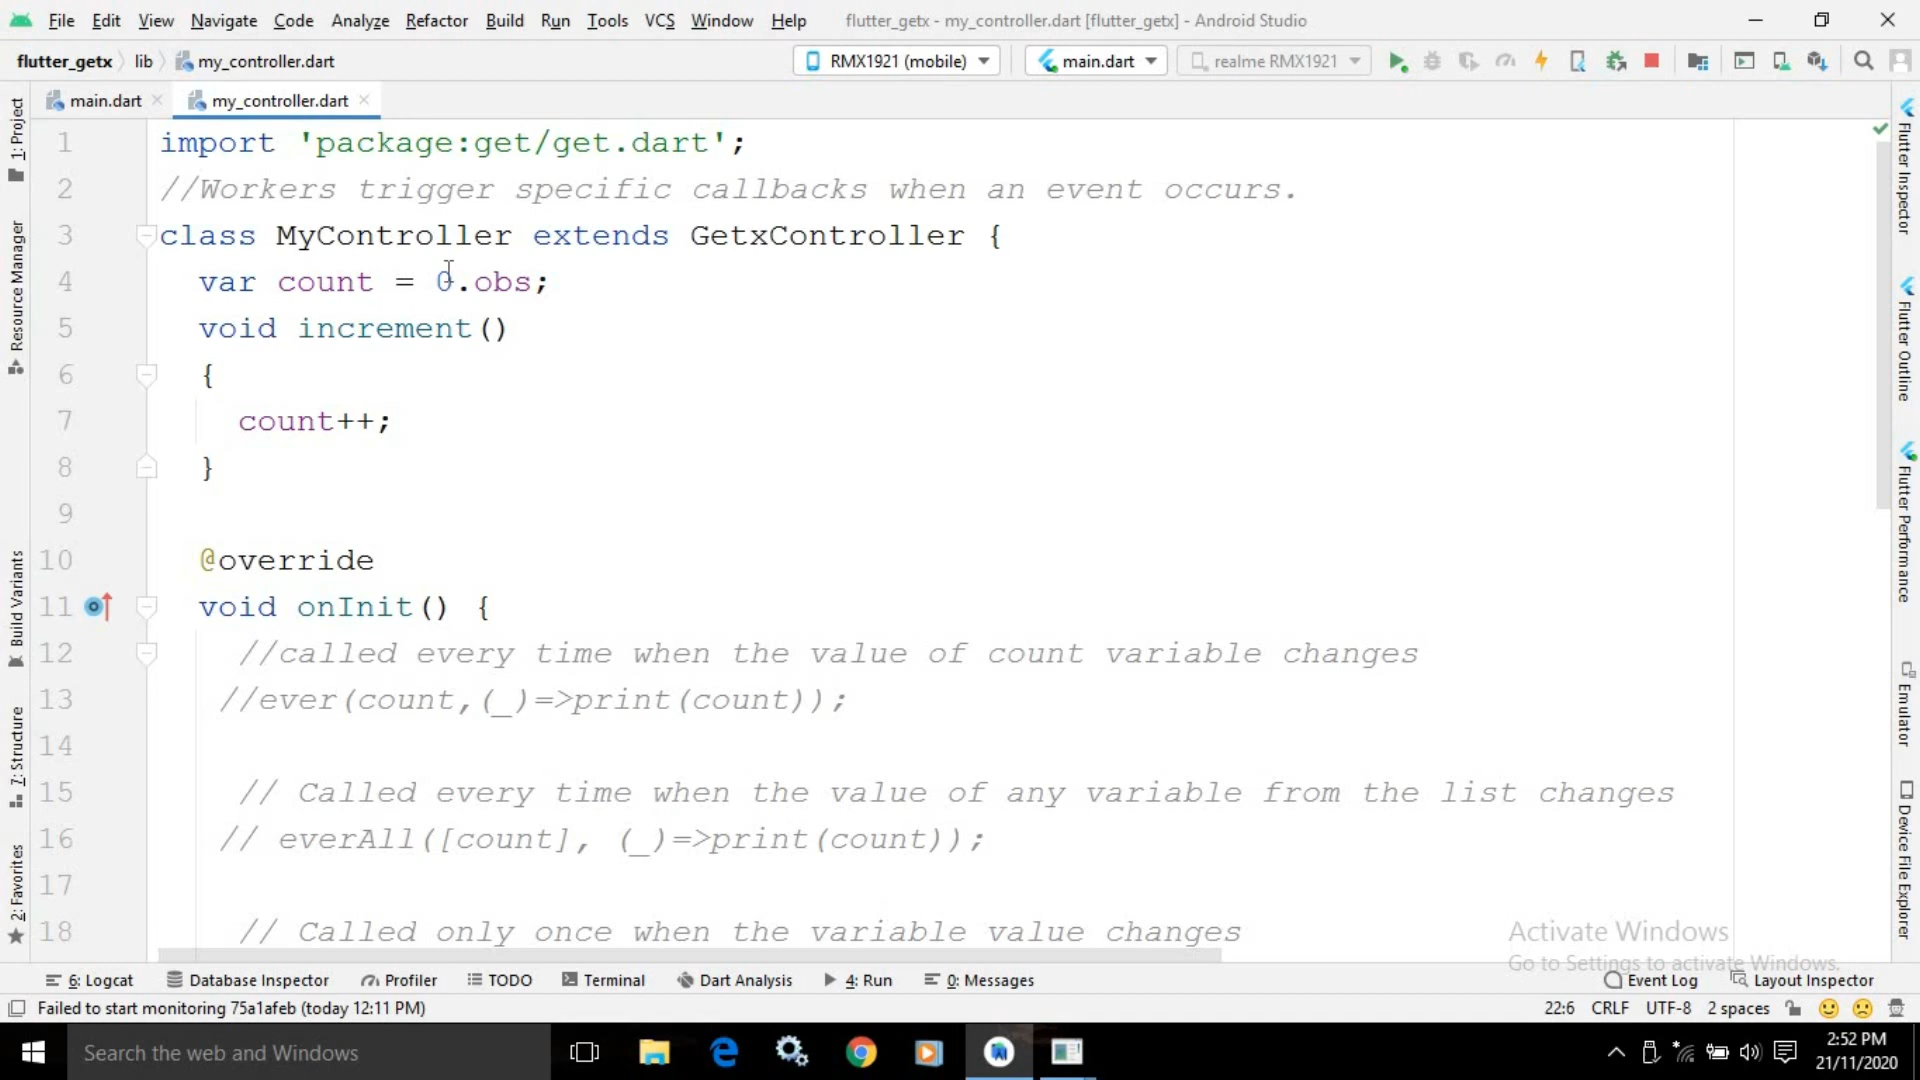 File Edit View Navigate Code Analyze Refactor Build Run Tools VCS Window Help flutter_getx - my_controller.dart [flutter_getx] - Android Studio
flutter_getx lib my_controller.dart RMX1921 (mobile) main.dart realme RMX1921
main.dart my_controller.dart
1 import 'package:get/get.dart';
2 //Workers trigger specific callbacks when an event occurs.
3 class MyController extends GetxController {
4 var count = 0.obs;
5 void increment()
6 {
7 count++;
8 }
9
10 @override
11 void onInit() {
12 //called every time when the value of count variable changes
13 //ever(count,(_)=>print(count));
14
15 // Called every time when the value of any variable from the list changes
16 // everAll([count], (_)=>print(count));
17
18 // Called only once when the variable value changes
1: Project
Resource Manager
Build Variants
7: Structure
2: Favorites
Flutter Inspector
Flutter Outline
Flutter Performance
Emulator
Device File Explorer
Activate Windows
Go to Settings to activate Windows.
6: Logcat Database Inspector Profiler TODO Terminal Dart Analysis 4: Run 0: Messages Event Log Layout Inspector
Failed to start monitoring 75a1afeb (today 12:11 PM) 22:6 CRLF UTF-8 2 spaces
Search the web and Windows
2:52 PM
21/11/2020